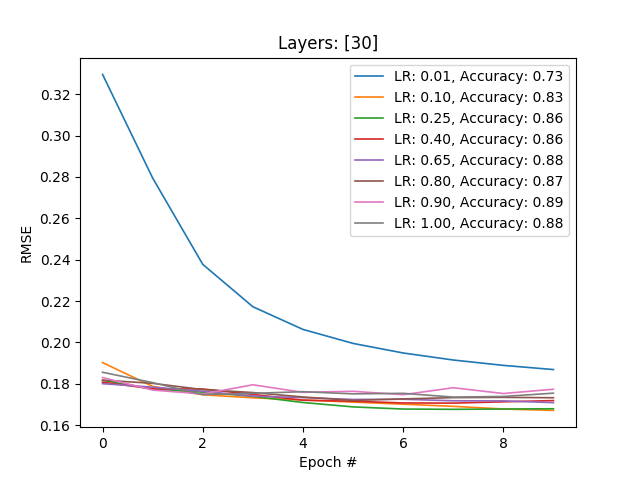 Layers: [30]
LR: 0.01, Accuracy: 0.73
LR: 0.10, Accuracy: 0.83
LR: 0.25, Accuracy: 0.86
LR: 0.40, Accuracy: 0.86
LR: 0.65, Accuracy: 0.88
LR: 0.80, Accuracy: 0.87
LR: 0.90, Accuracy: 0.89
LR: 1.00, Accuracy: 0.88
RMSE
0.32
0.30
0.28
0.26
0.24
0.22
0.20
0.18
0.16
0 2 4 6 8
Epoch #